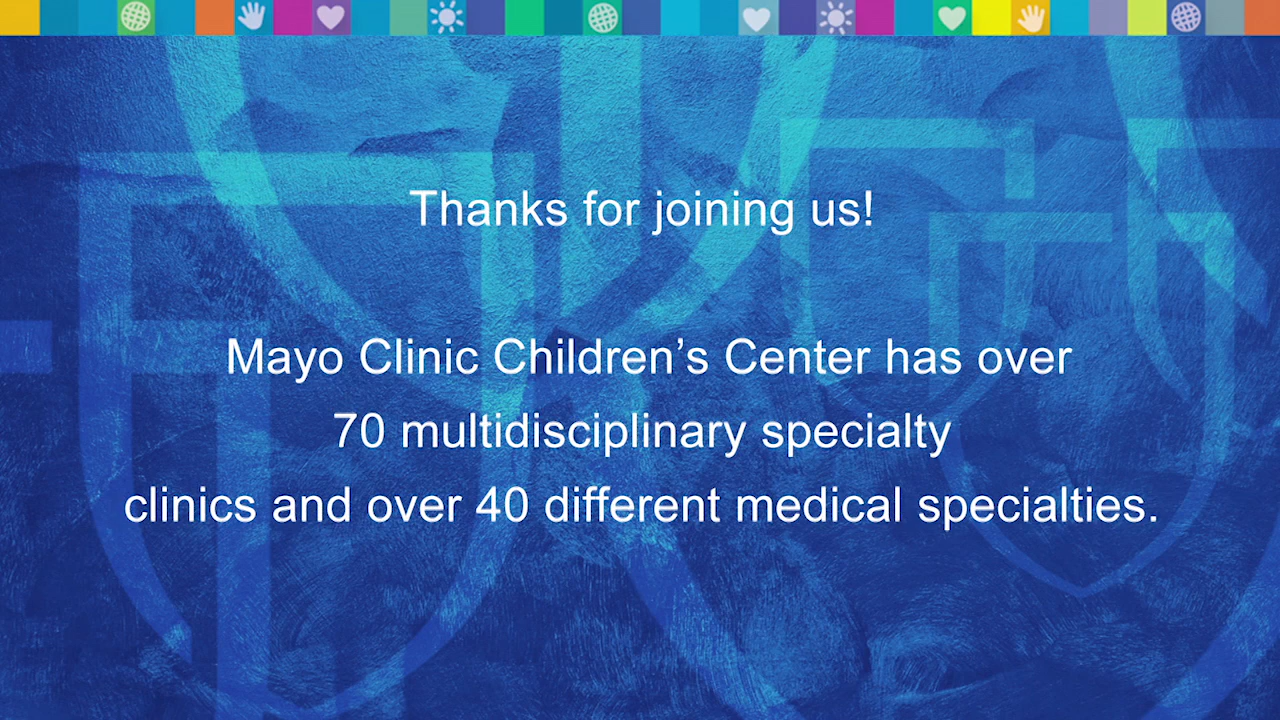 Thanks for joining us!
Mayo Clinic Children’s Center has over
70 multidisciplinary specialty
clinics and over 40 different medical specialties.